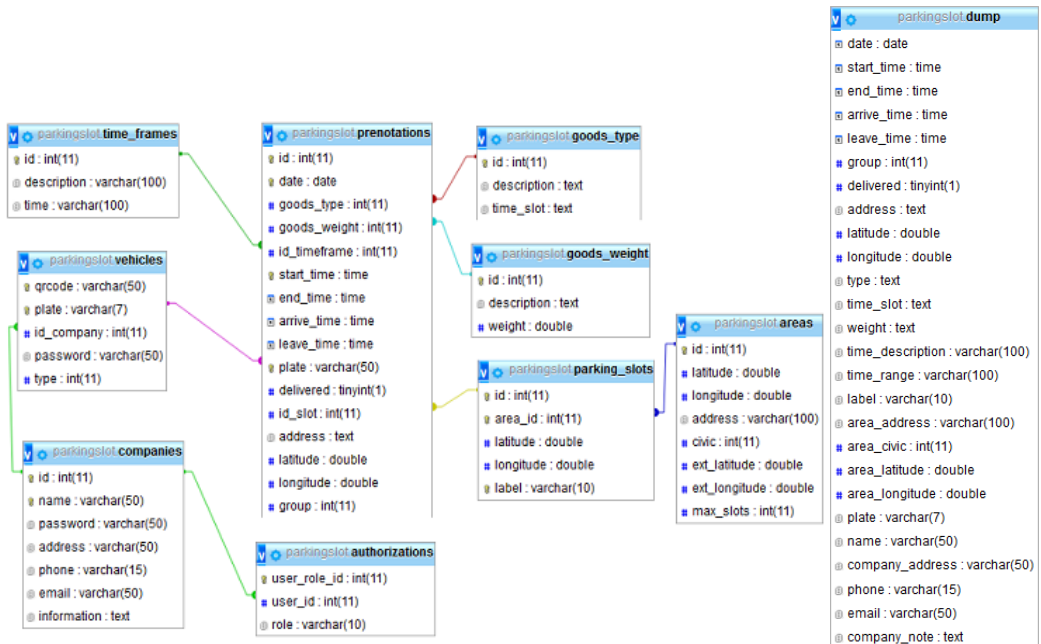 parkingslot.time_frames
id : int(11)
description : varchar(100)
time : varchar(100)
parkingslot.vehicles
qrcode : varchar(50)
plate : varchar(7)
id_company : int(11)
password : varchar(50)
type : int(11)
parkingslot.companies
id : int(11)
name : varchar(50)
password : varchar(50)
address : varchar(50)
phone : varchar(15)
email : varchar(50)
information : text
parkingslot.prenotations
id : int(11)
date : date
goods_type : int(11)
goods_weight : int(11)
id_timeframe : int(11)
start_time : time
end_time : time
arrive_time : time
leave_time : time
plate : varchar(50)
delivered : tinyint(1)
id_slot : int(11)
address : text
latitude : double
longitude : double
group : int(11)
parkingslot.authorizations
user_role_id : int(11)
user_id : int(11)
role : varchar(10)
parkingslot.goods_type
id : int(11)
description : text
time_slot : text
parkingslot.goods_weight
id : int(11)
description : text
weight : double
parkingslot.parking_slots
id : int(11)
area_id : int(11)
latitude : double
longitude : double
label : varchar(10)
parkingslot.areas
id : int(11)
latitude : double
longitude : double
address : varchar(100)
civic : int(11)
ext_latitude : double
ext_longitude : double
max_slots : int(11)
parkingslot.dump
date : date
start_time : time
end_time : time
arrive_time : time
leave_time : time
group : int(11)
delivered : tinyint(1)
address : text
latitude : double
longitude : double
type : text
time_slot : text
weight : text
time_description : varchar(100)
time_range : varchar(100)
label : varchar(10)
area_address : varchar(100)
area_civic : int(11)
area_latitude : double
area_longitude : double
plate : varchar(7)
name : varchar(50)
company_address : varchar(50)
phone : varchar(15)
email : varchar(50)
company_note : text